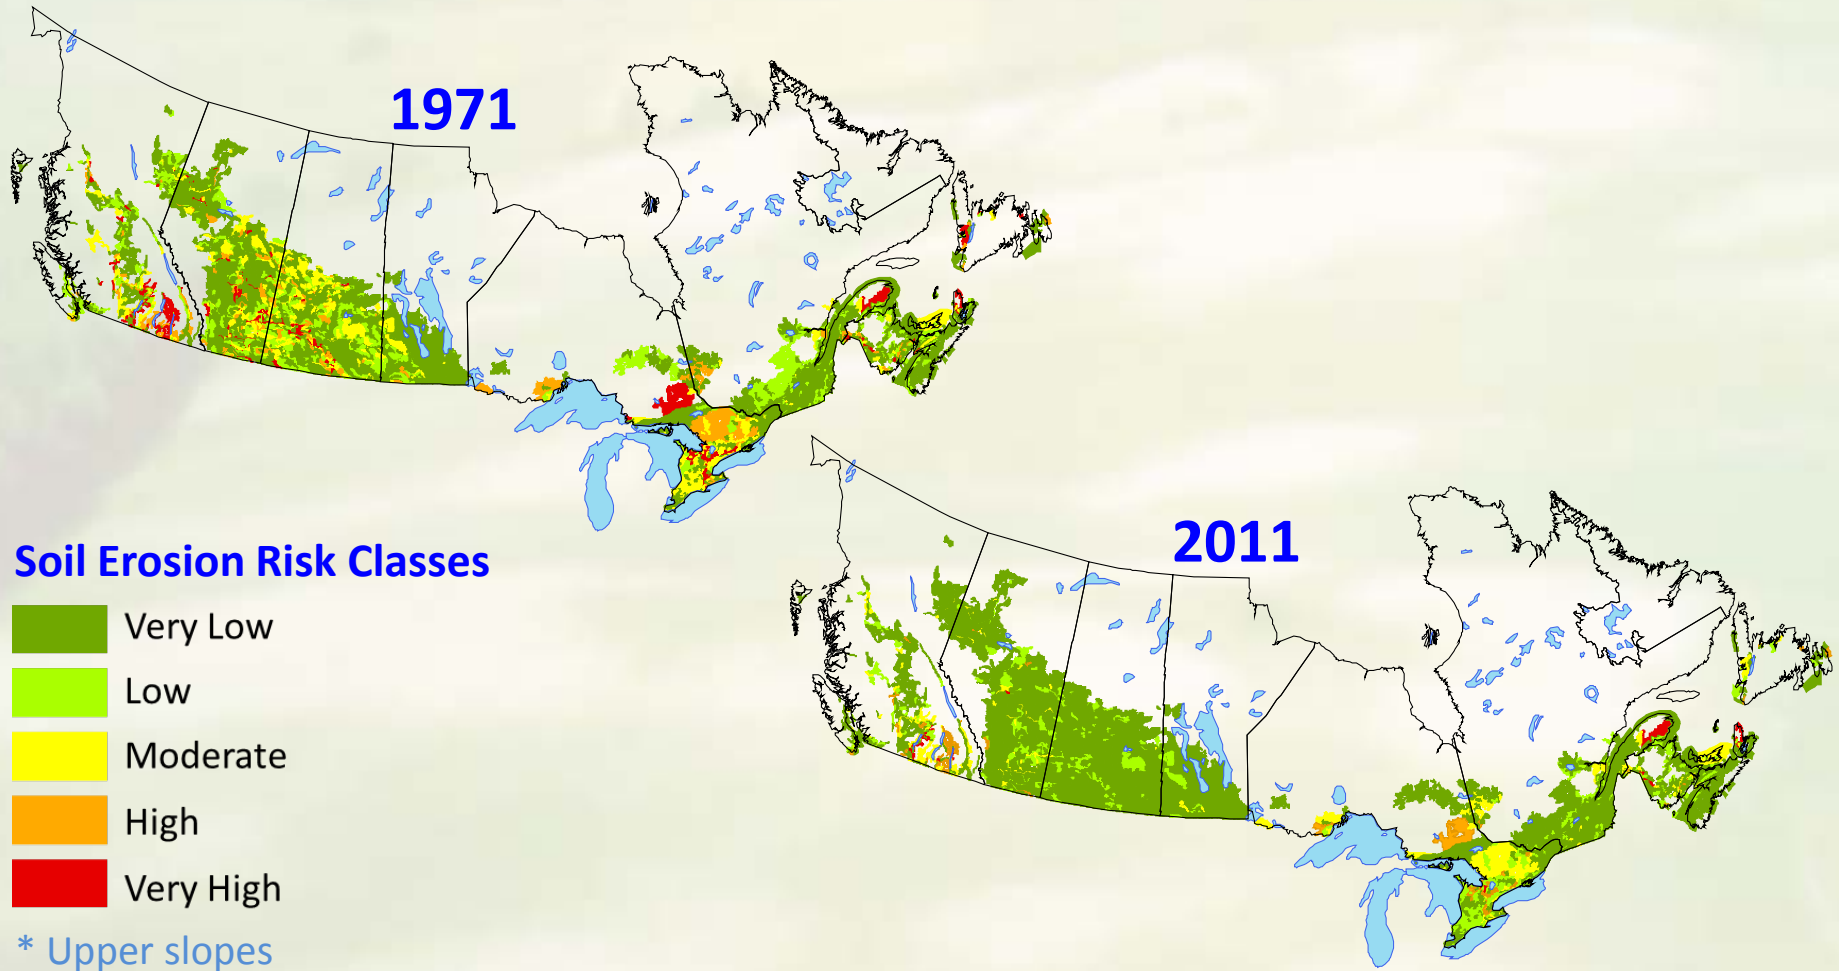 1971
2011
Soil Erosion Risk Classes
Very Low
Low
Moderate
High
Very High
* Upper slopes